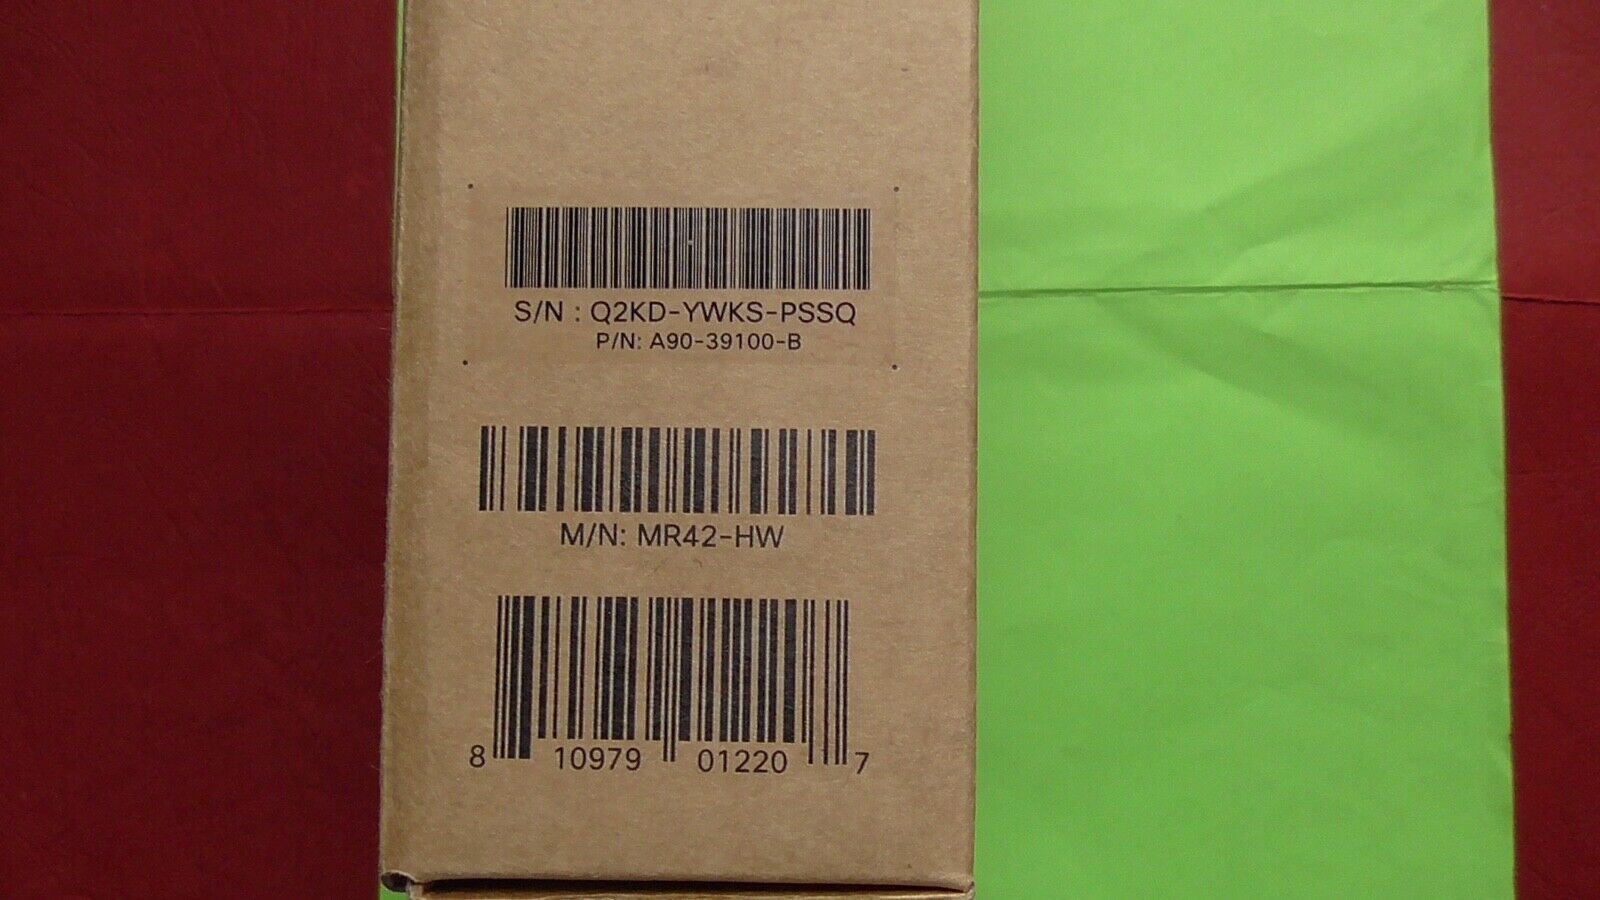 S/N : Q2KD-YWKS-PSSQ
P/N: A90-39100-B
M/N: MR42-HW
8 10979 01220 7